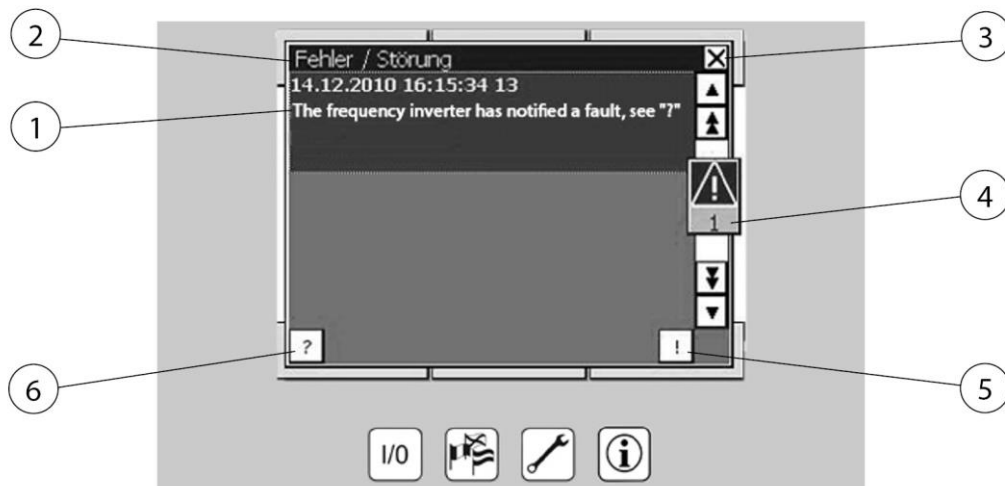 2
Fehler / Störung
3
14.12.2010 16:15:34 13
1
The frequency inverter has notified a fault, see "?"
4
1
?
!
6
5
I/0
i